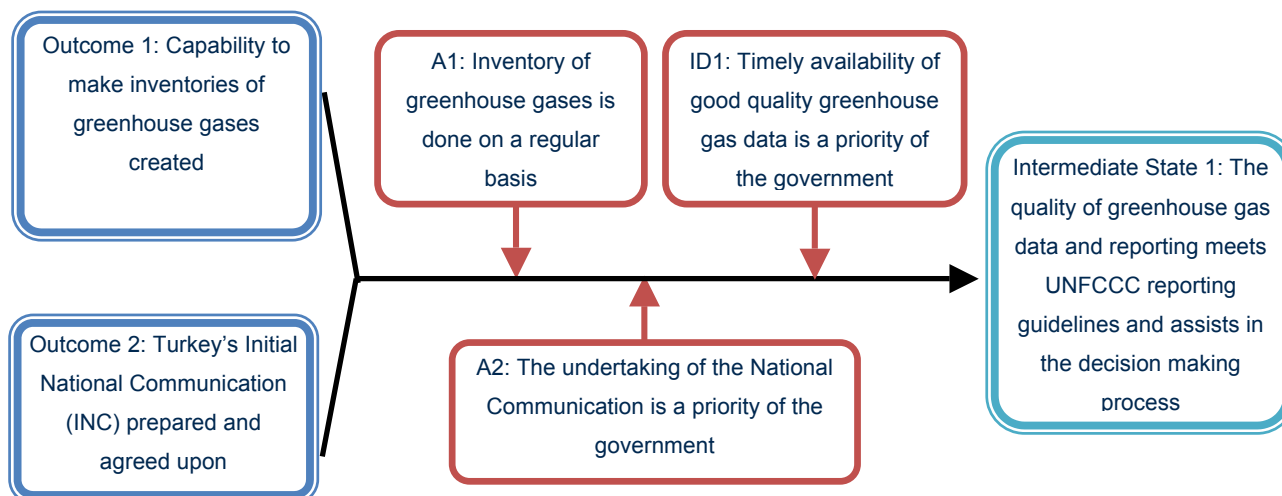 Outcome 1: Capability to
make inventories of
greenhouse gases
created
A1: Inventory of
greenhouse gases is
done on a regular
basis
ID1: Timely availability of
good quality greenhouse
gas data is a priority of
the government
Intermediate State 1: The
quality of greenhouse gas
data and reporting meets
UNFCCC reporting
guidelines and assists in
the decision making
process
Outcome 2: Turkey’s Initial
National Communication
(INC) prepared and
agreed upon
A2: The undertaking of the National
Communication is a priority of the
government